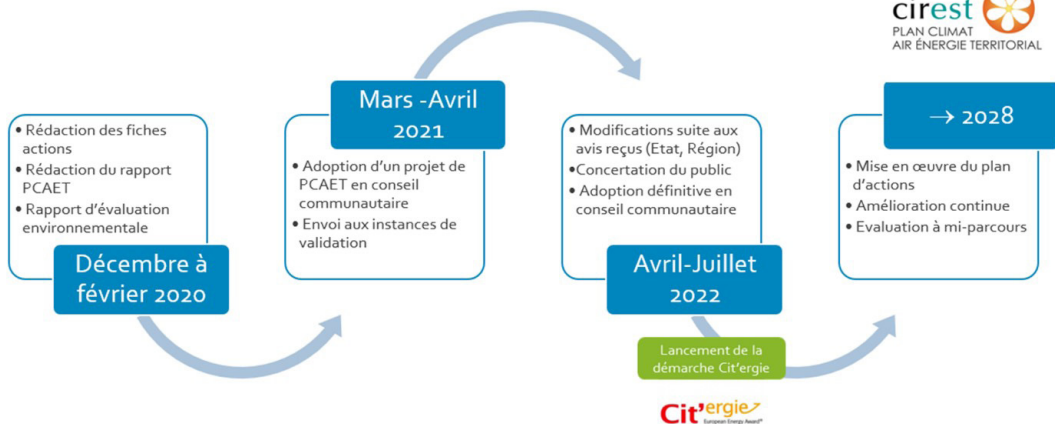 cirest
PLAN CLIMAT
AIR ÉNERGIE TERRITORIAL
• Rédaction des fiches
actions
• Rédaction du rapport
PCAET
• Rapport d'évaluation
environnementale
Décembre à
février 2020
Mars -Avril
2021
• Adoption d'un projet de
PCAET en conseil
communautaire
• Envoi aux instances de
validation
• Modifications suite aux
avis reçus (Etat, Région)
•Concertation du public
• Adoption définitive en
conseil communautaire
Avril-Juillet
2022
Lancement de la
démarche Cit'ergie
Cit'ergie
European Energy Award
→ 2028
• Mise en œuvre du plan
d'actions
• Amélioration continue
• Evaluation à mi-parcours